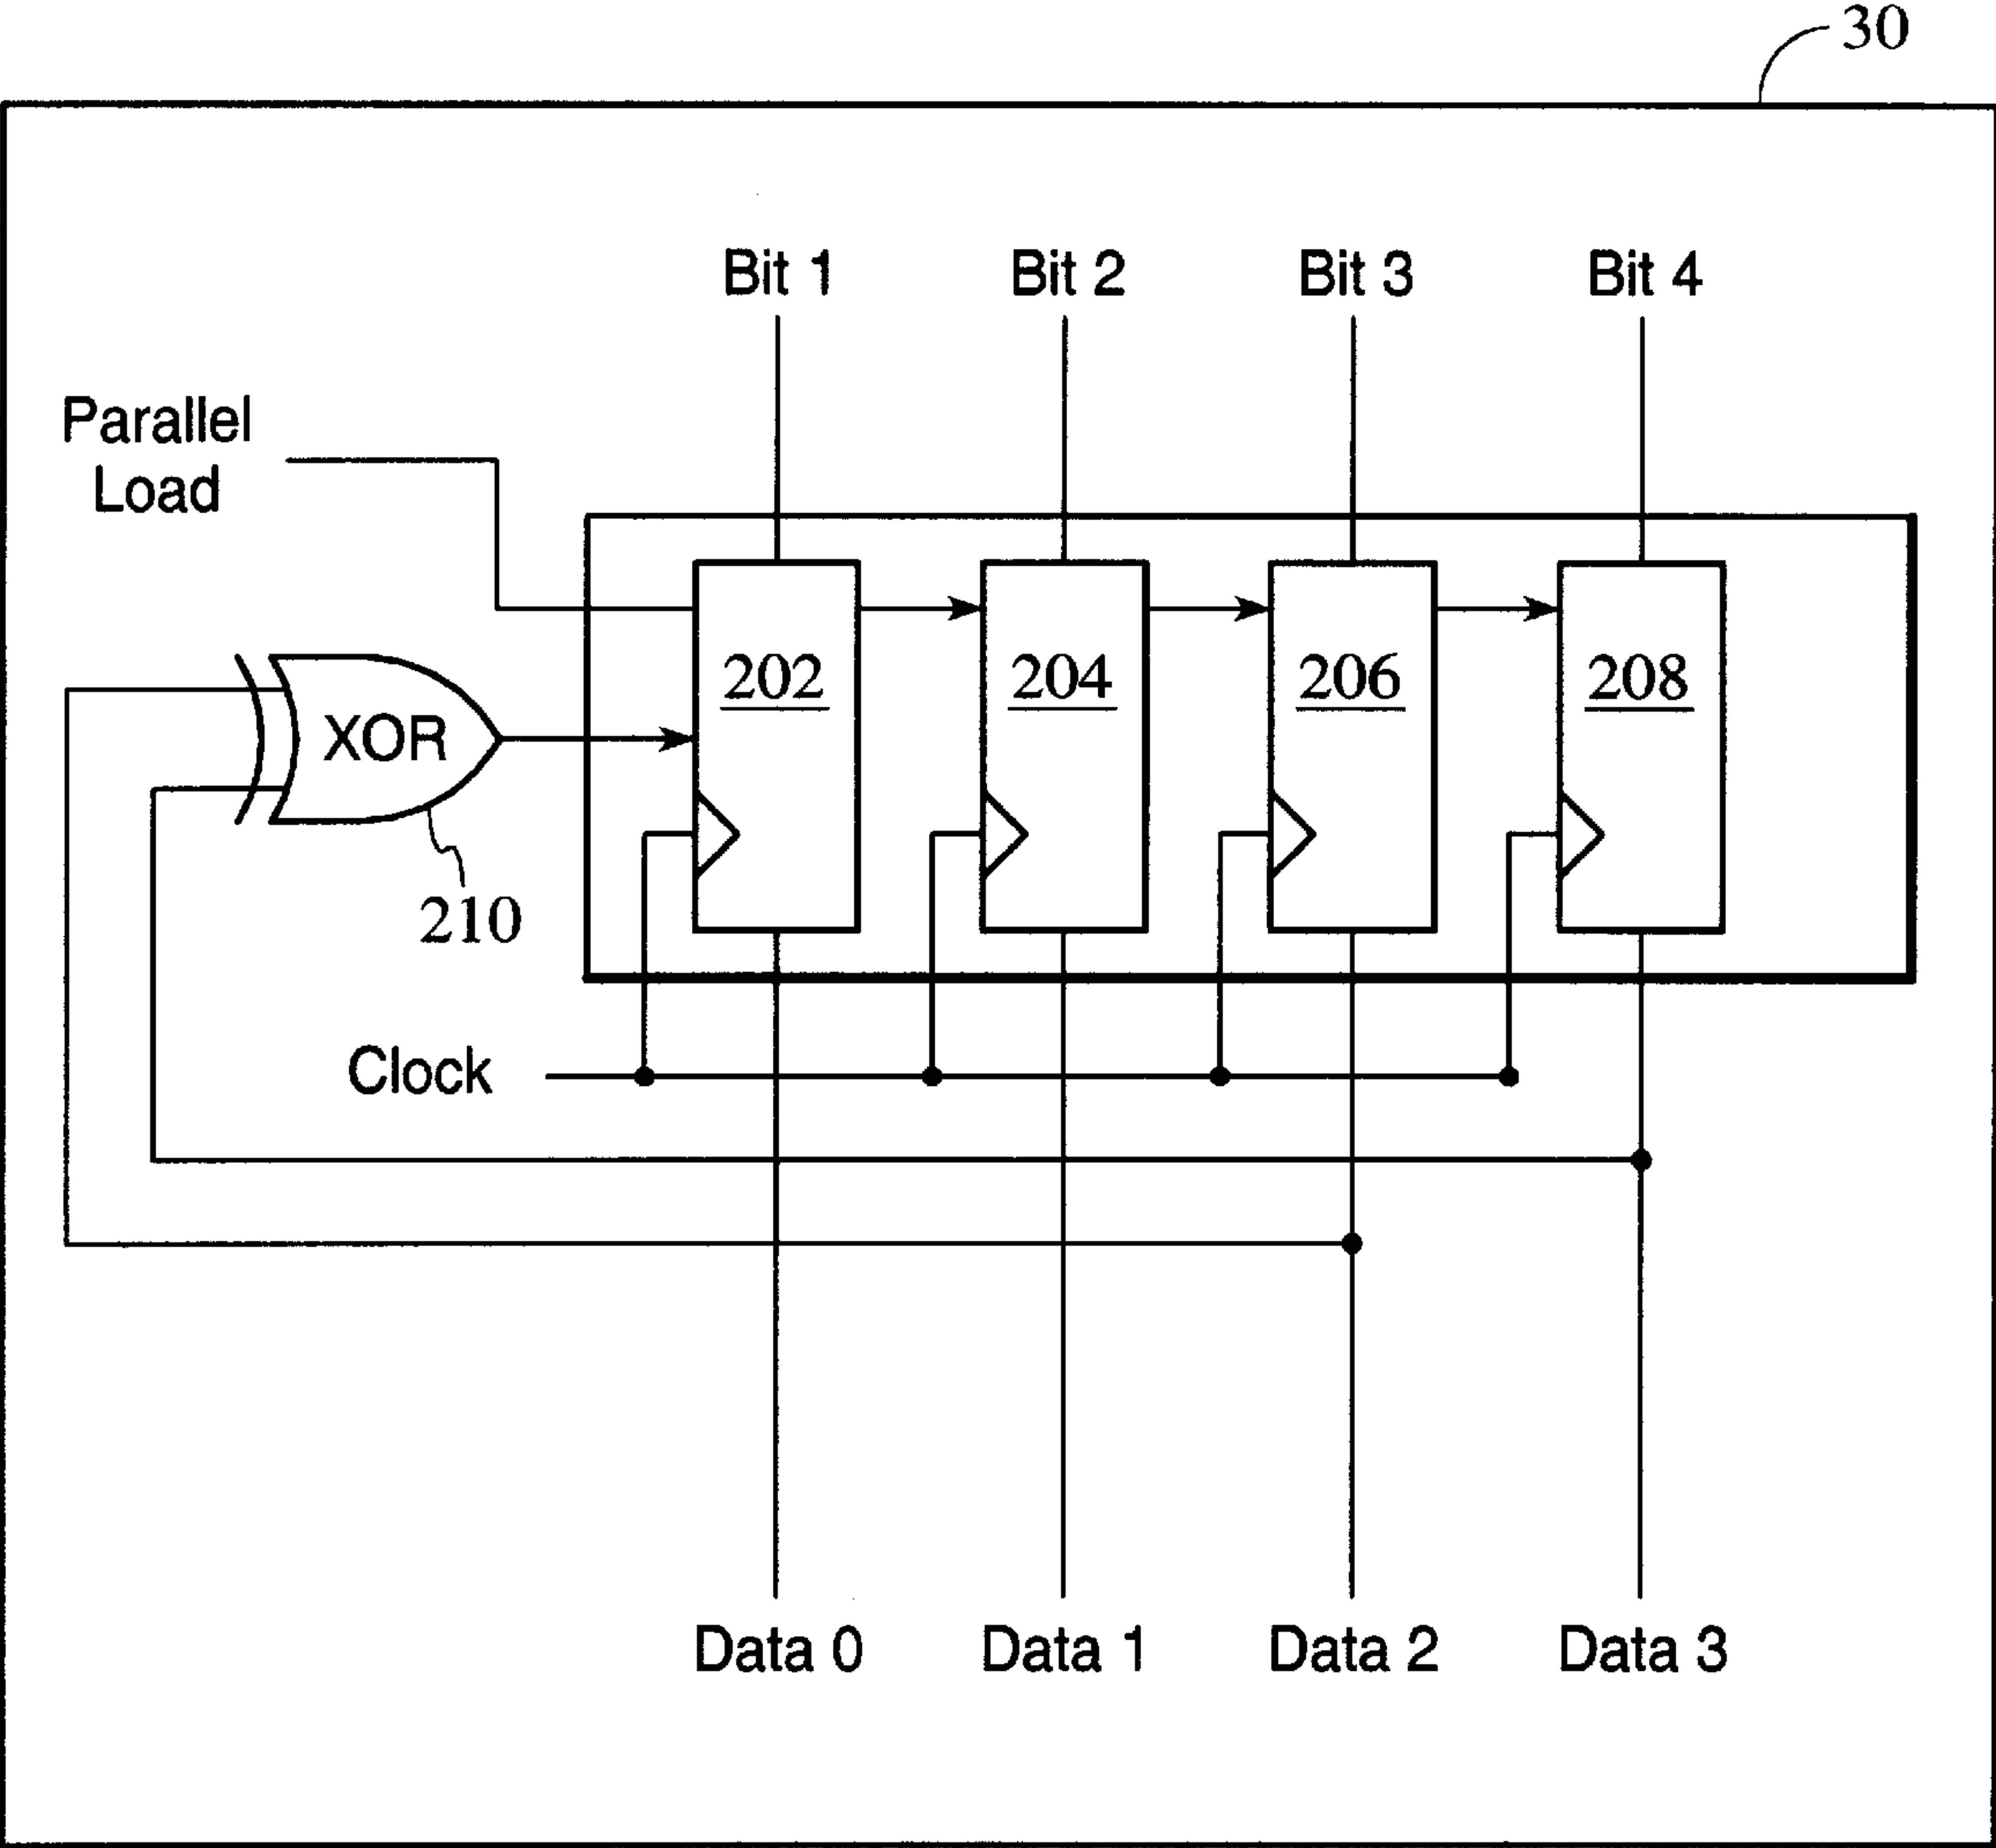 30
Bit 1 Bit 2 Bit 3 Bit 4
Parallel
Load
202 204 206 208
XOR
210
Clock
Data 0 Data 1 Data 2 Data 3